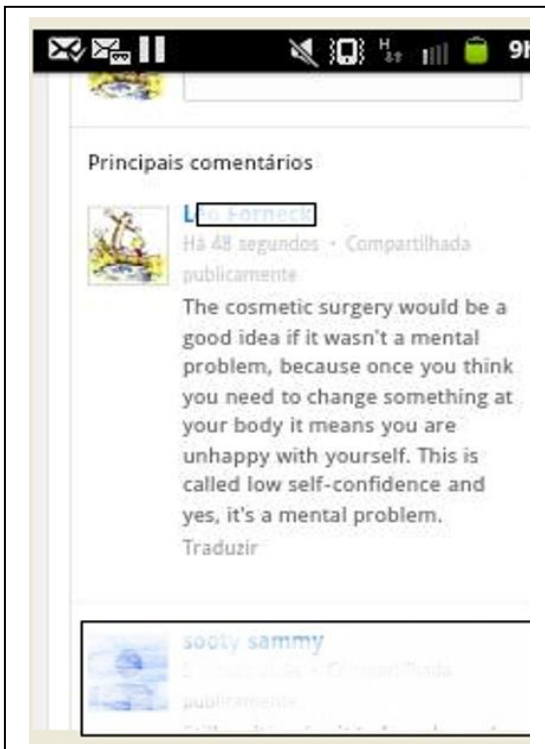 H
9h
Principais comentários
Há 48 segundos · Compartilhada
publicamente
The cosmetic surgery would be a
good idea if it wasn't a mental
problem, because once you think
you need to change something at
your body it means you are
unhappy with yourself. This is
called low self-confidence and
yes, it's a mental problem.
Traduzir
sooty sammy
Compartilhada
publicamente